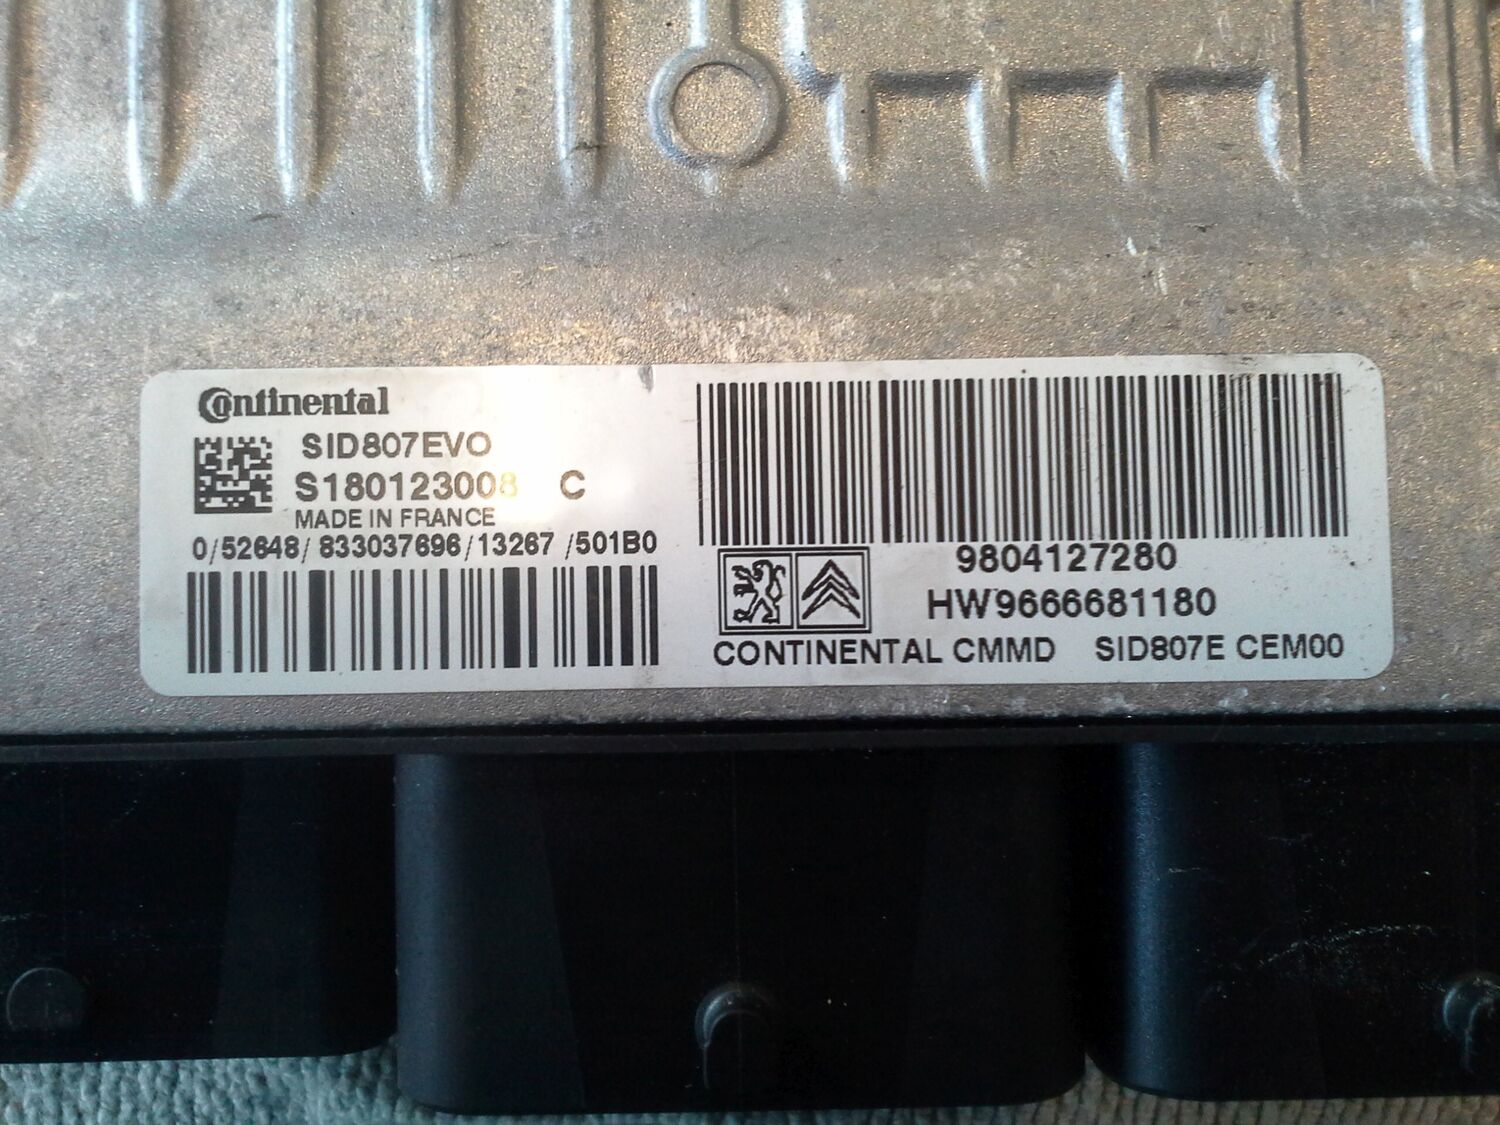 Continental
SID807EVO
S180123008 C
MADE IN FRANCE
0/52648/833037696/13267 /501B0
9804127280
HW9666681180
CONTINENTAL CMMD SID807E CEM00